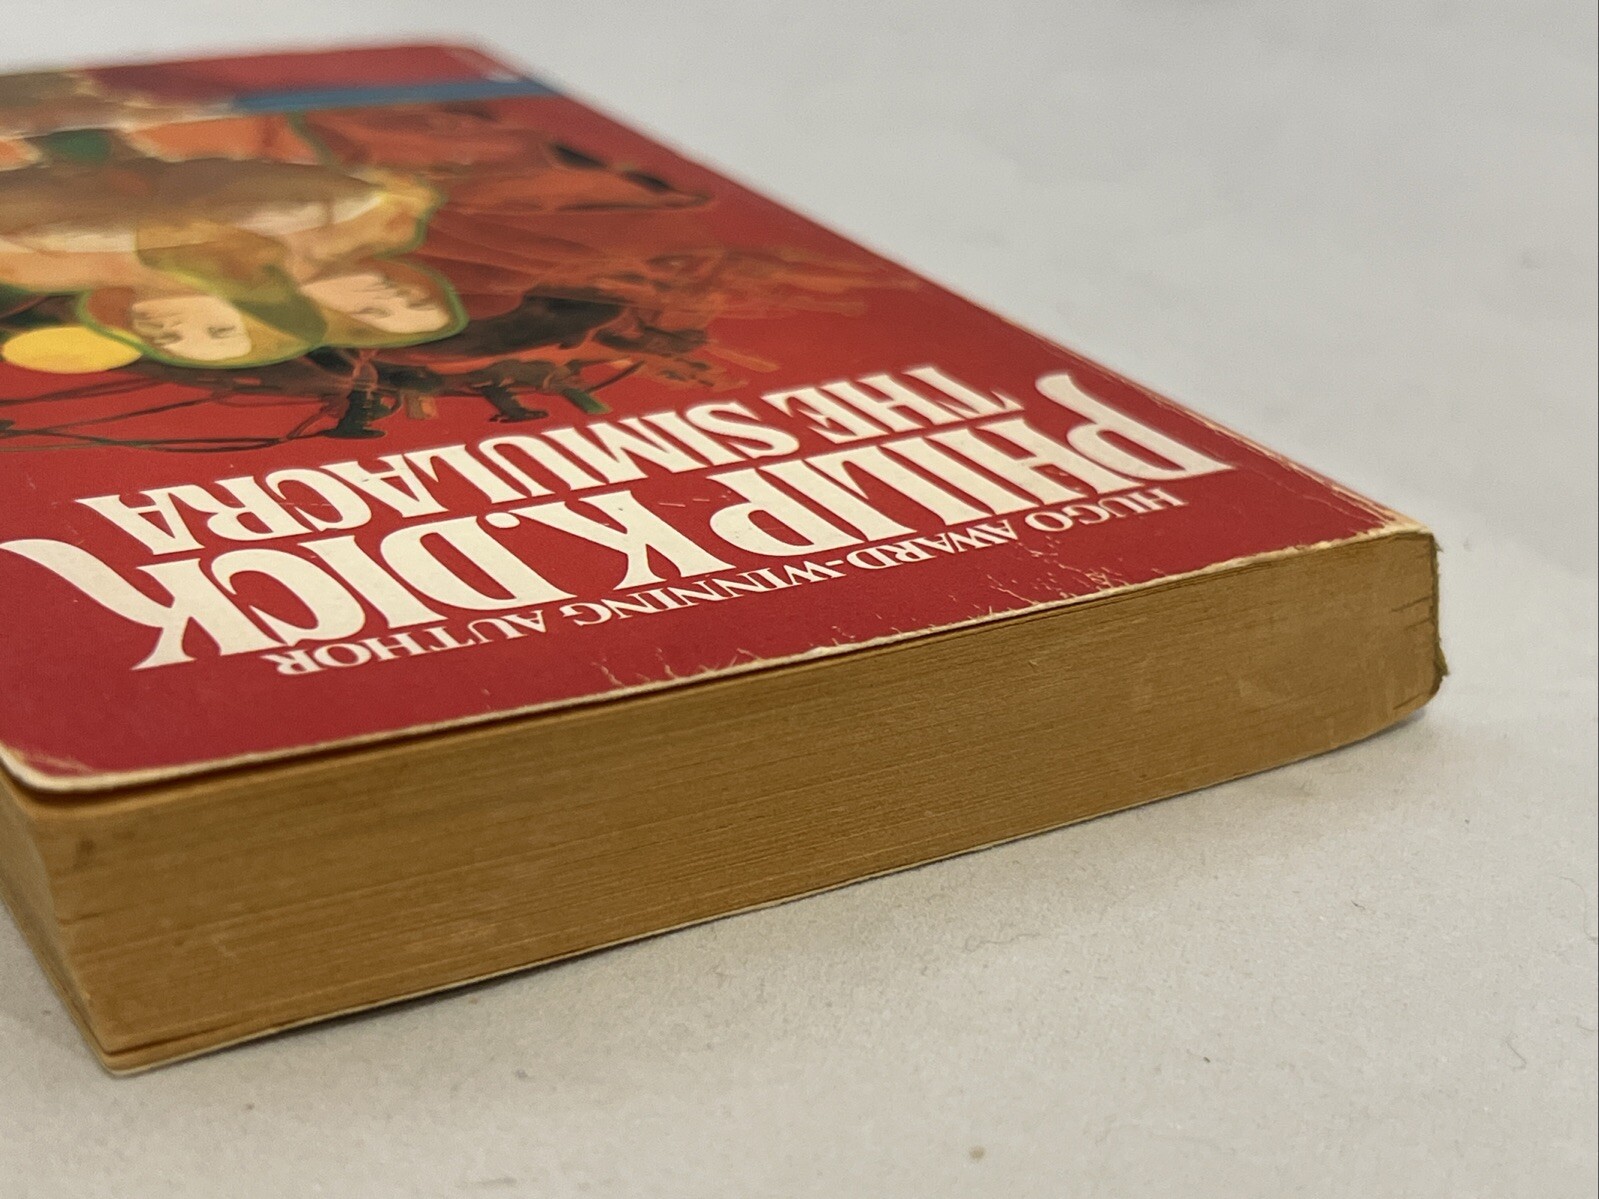 HUGO AWARD-WINNING AUTHOR
PHILIP K. DICK
THE SIMULACRA